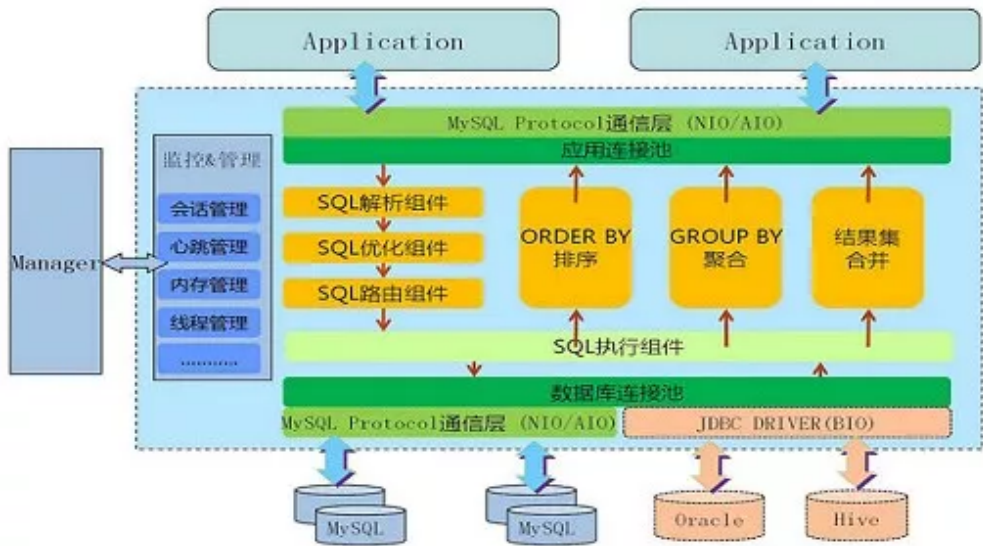 Application
Application
MySQL Protocol通信层 (NIO/AIO)
应用连接池
监控&管理
会话管理
心跳管理
内存管理
线程管理
...........
Manager
SQL解析组件
SQL优化组件
SQL路由组件
ORDER BY
排序
GROUP BY
聚合
结果集
合并
SQL执行组件
数据库连接池
MySQL Protocol通信层 (NIO/AIO)
JDBC DRIVER(BIO)
MySQL
MySQL
Oracle
Hive